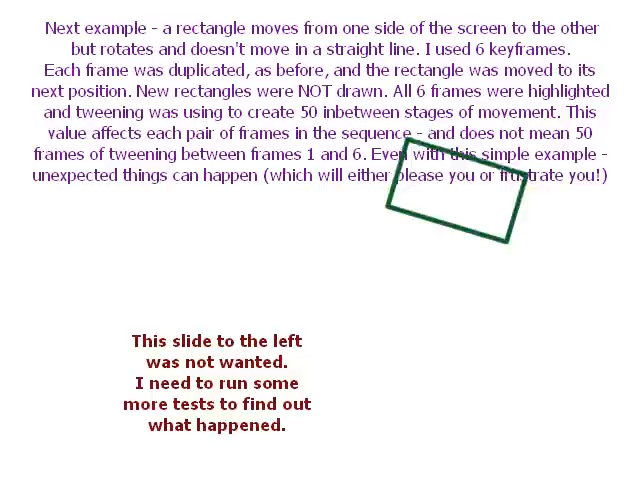 Next example - a rectangle moves from one side of the screen to the other
but rotates and doesn't move in a straight line. I used 6 keyframes.
Each frame was duplicated, as before, and the rectangle was moved to its
next position. New rectangles were NOT drawn. All 6 frames were highlighted
and tweening was using to create 50 inbetween stages of movement. This
value affects each pair of frames in the sequence - and does not mean 50
frames of tweening between frames 1 and 6. Even with this simple example -
unexpected things can happen (which will either please you or frustrate you!)
This slide to the left
was not wanted.
I need to run some
more tests to find out
what happened.